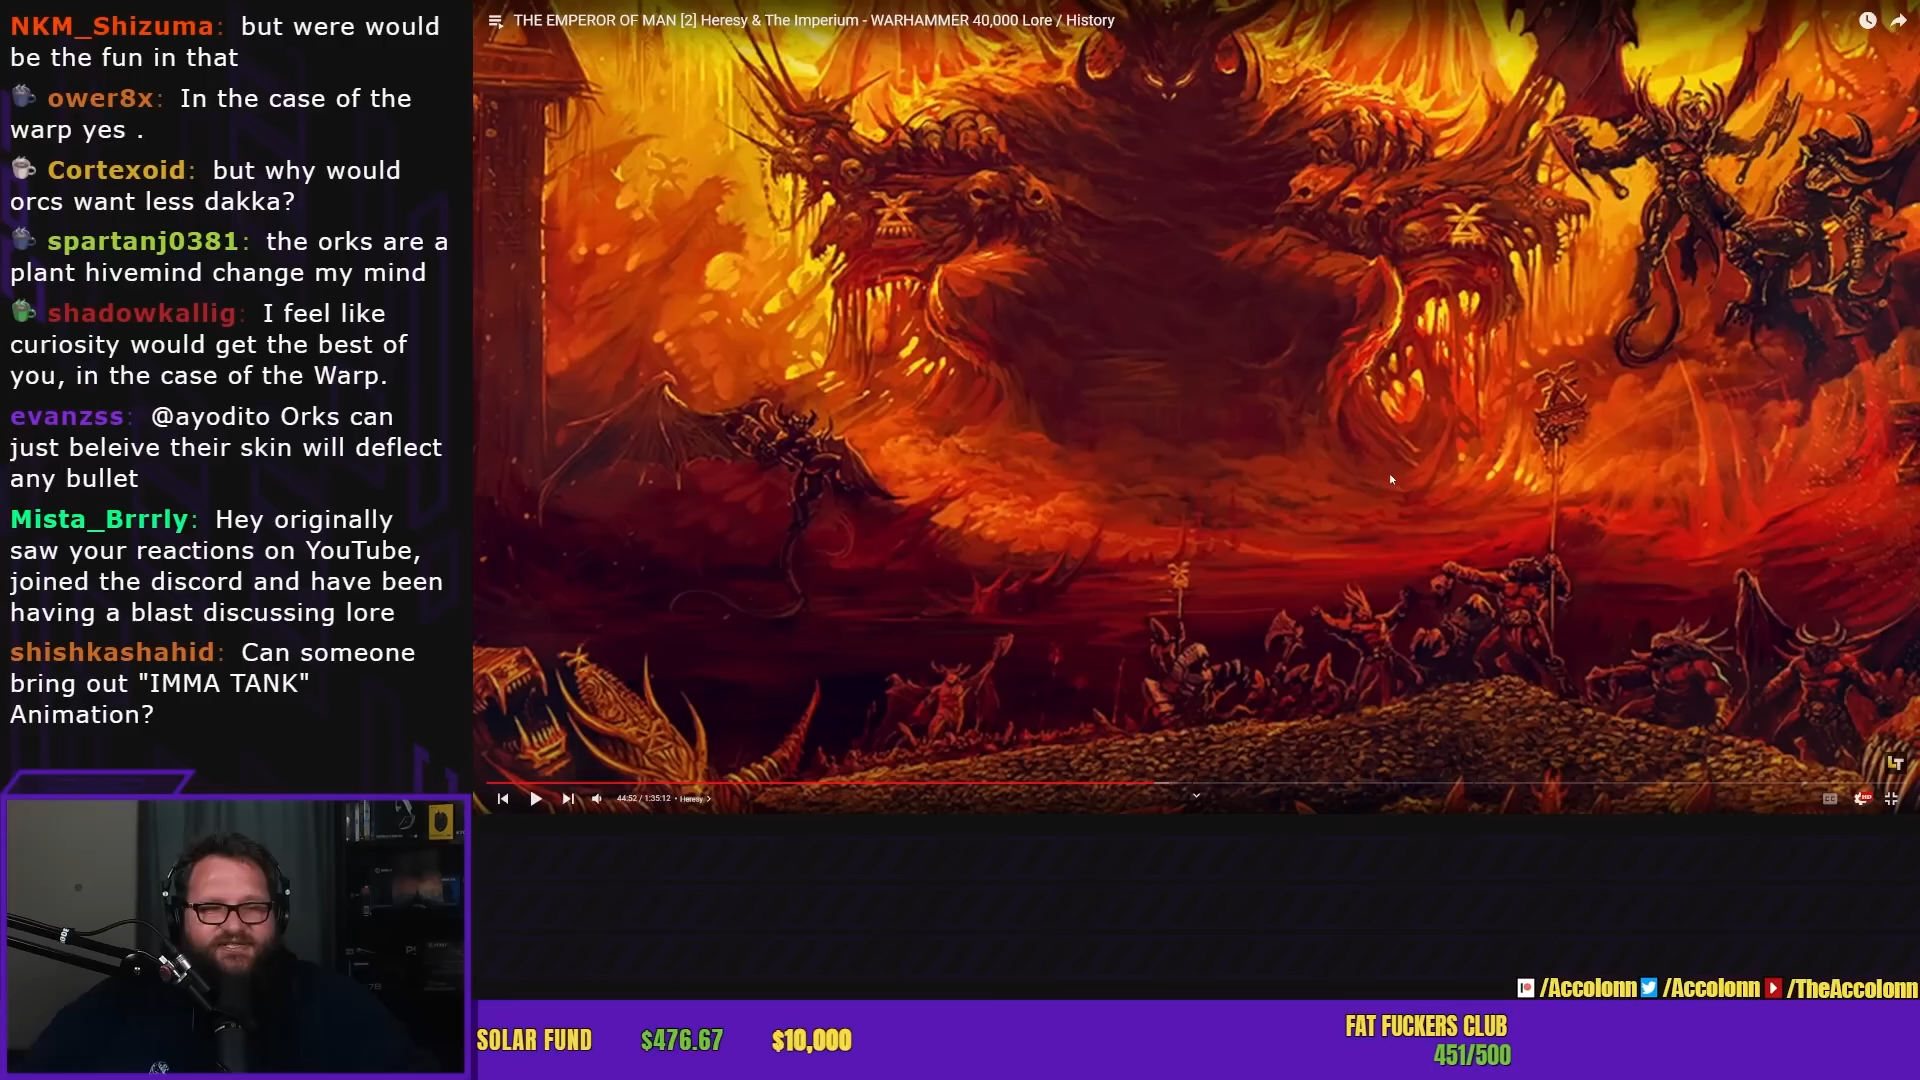 NKM_Shizuma: but were would
be the fun in that
ower8x: In the case of the
warp yes .
Cortexoid: but why would
orcs want less dakka?
spartanj0381: the orks are a
plant hivemind change my mind
shadowkallig: I feel like
curiosity would get the best of
you, in the case of the Warp.
evanzss: @ayodito Orks can
just beleive their skin will deflect
any bullet
Mista_Brrrly: Hey originally
saw your reactions on YouTube,
joined the discord and have been
having a blast discussing lore
shishkashahid: Can someone
bring out "IMMA TANK"
Animation?
THE EMPEROR OF MAN [2] Heresy & The Imperium - WARHAMMER 40,000 Lore / History
LT
44:52 / 1:35:12 • Heresy >
CC
HD
/Accolonn /Accolonn /TheAccolonn
SOLAR FUND $476.67 $10,000
FAT FUCKERS CLUB
451/500